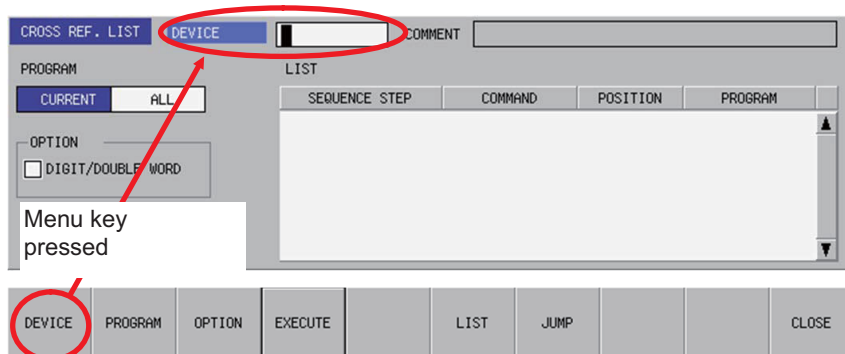 CROSS REF. LIST DEVICE COMMENT
PROGRAM LIST
CURRENT ALL SEQUENCE STEP COMMAND POSITION PROGRAM
OPTION
DIGIT/DOUBLE WORD
Menu key
pressed
DEVICE PROGRAM OPTION EXECUTE LIST JUMP CLOSE